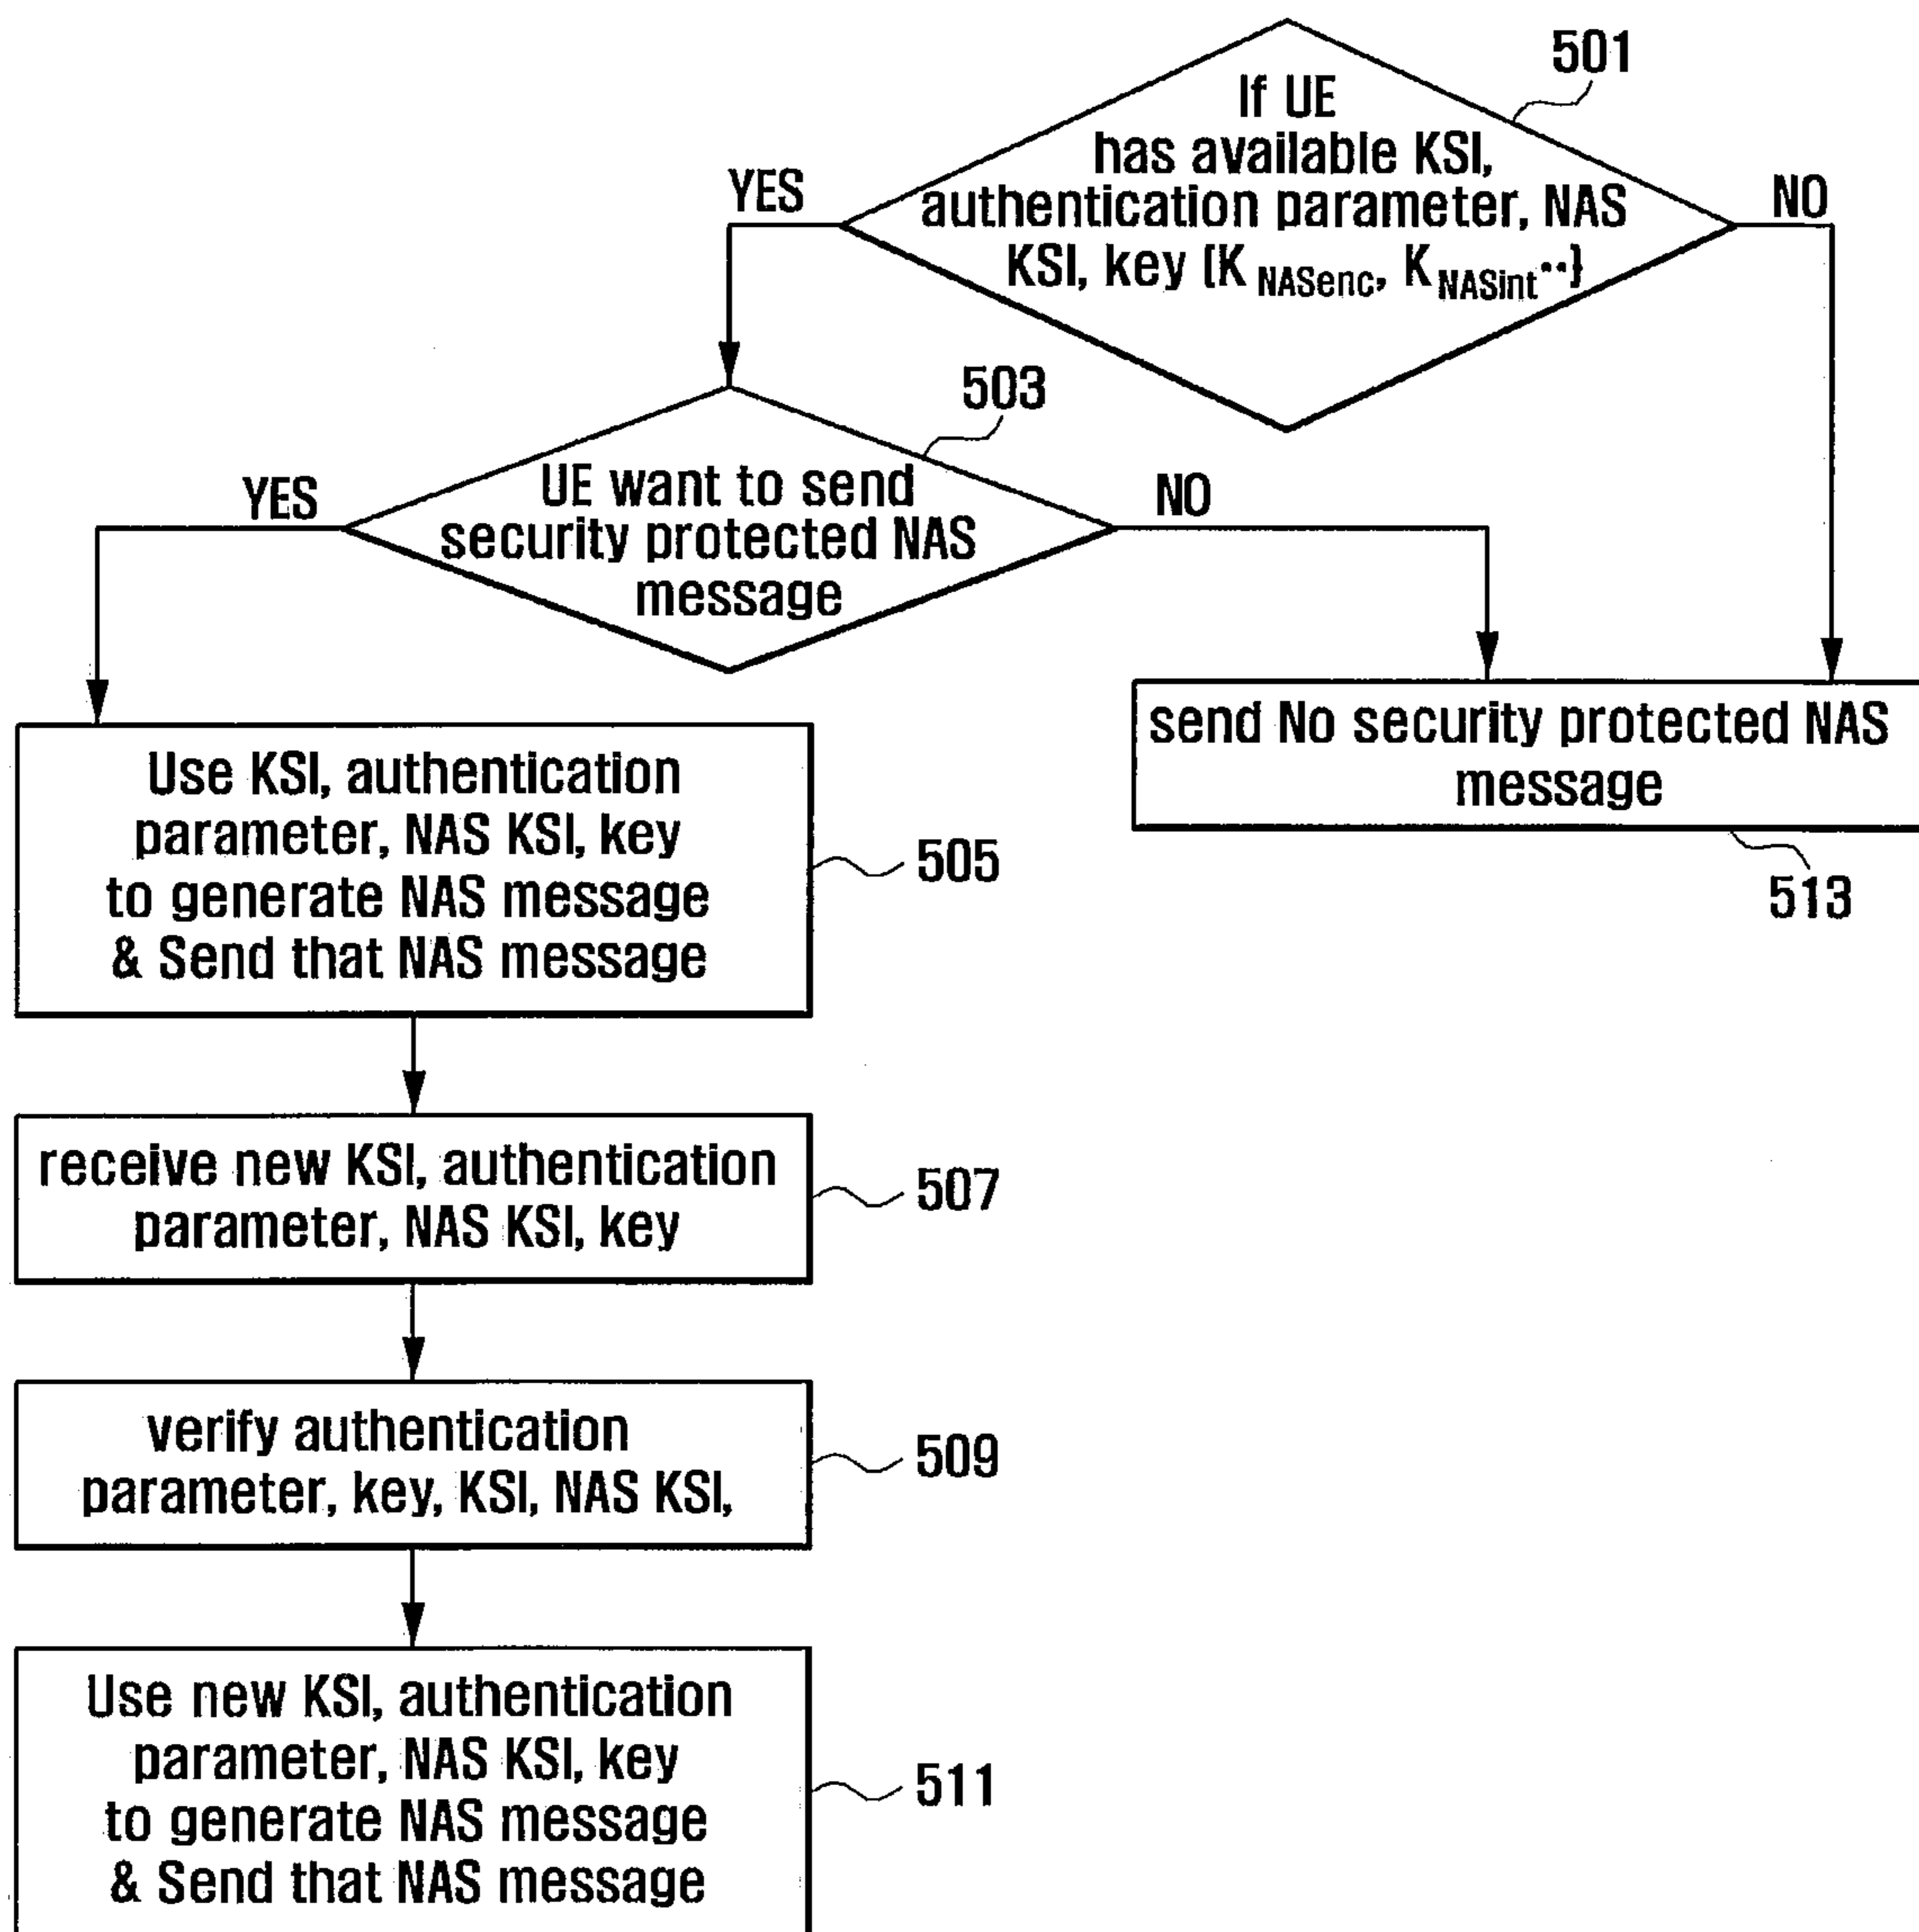 501
If UE
has available KSI,
authentication parameter, NAS
KSI, key (K NASenc, K NASint ··)
YES
NO
503
UE want to send
security protected NAS
message
YES
NO
send No security protected NAS
message
513
Use KSI, authentication
parameter, NAS KSI, key
to generate NAS message
& Send that NAS message
505
receive new KSI, authentication
parameter, NAS KSI, key
507
verify authentication
parameter, key, KSI, NAS KSI,
509
Use new KSI, authentication
parameter, NAS KSI, key
to generate NAS message
& Send that NAS message
511